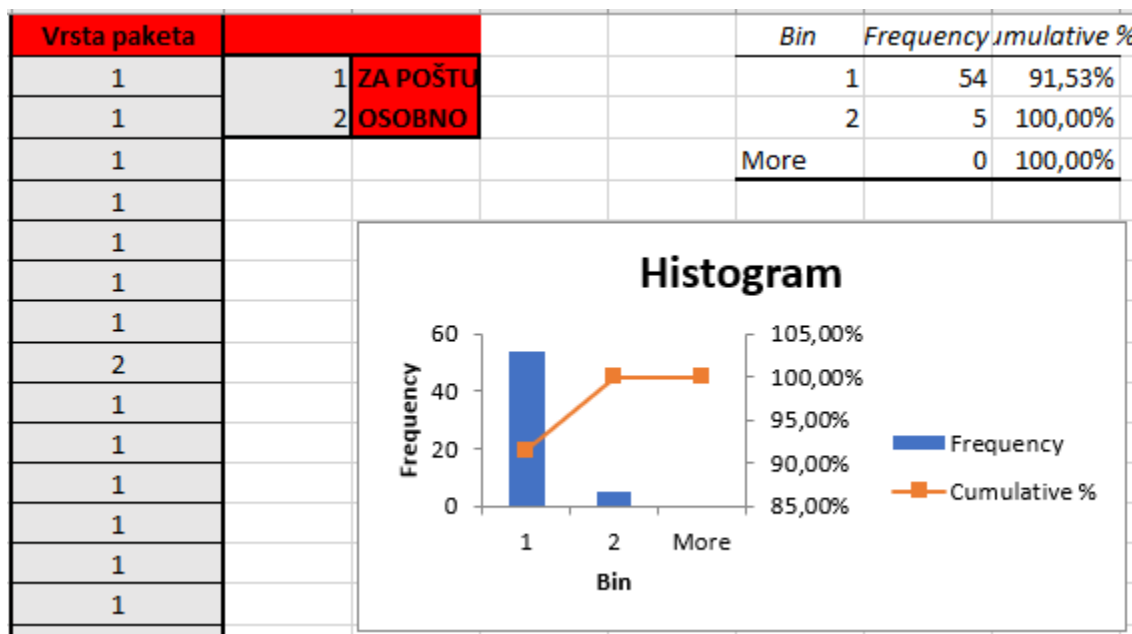 Vrsta paketa Bin Frequency umulative %
1 1 ZA POŠTU 1 54 91,53%
1 2 OSOBNO 2 5 100,00%
1 More 0 100,00%
1
1
1
1
2
1
1
1
1
1
1
Histogram
60
40
20
0
Frequency
105,00%
100,00%
95,00%
90,00%
85,00%
1 2 More
Bin
Frequency
Cumulative %